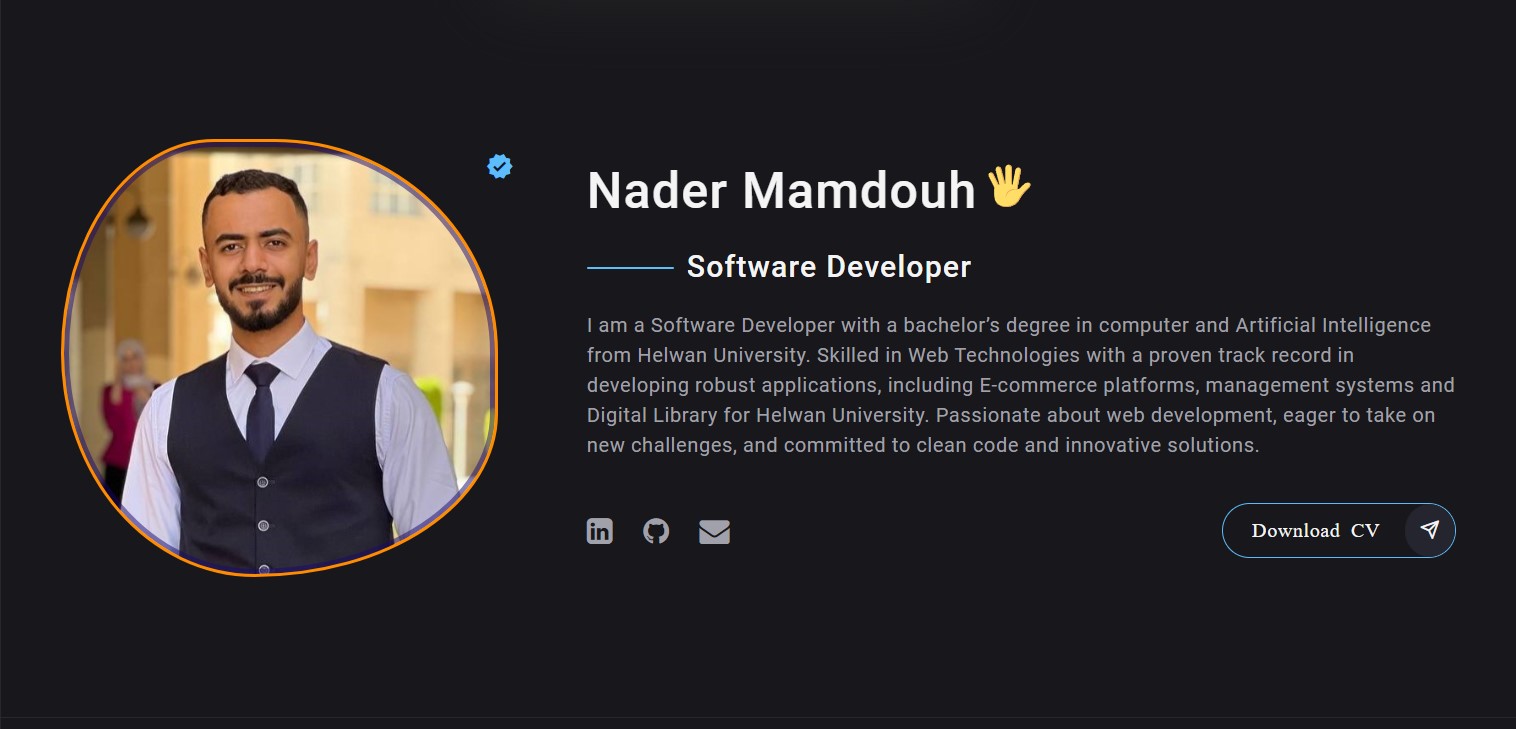 Nader Mamdouh
Software Developer
I am a Software Developer with a bachelor’s degree in computer and Artificial Intelligence
from Helwan University. Skilled in Web Technologies with a proven track record in
developing robust applications, including E-commerce platforms, management systems and
Digital Library for Helwan University. Passionate about web development, eager to take on
new challenges, and committed to clean code and innovative solutions.
in
Download CV